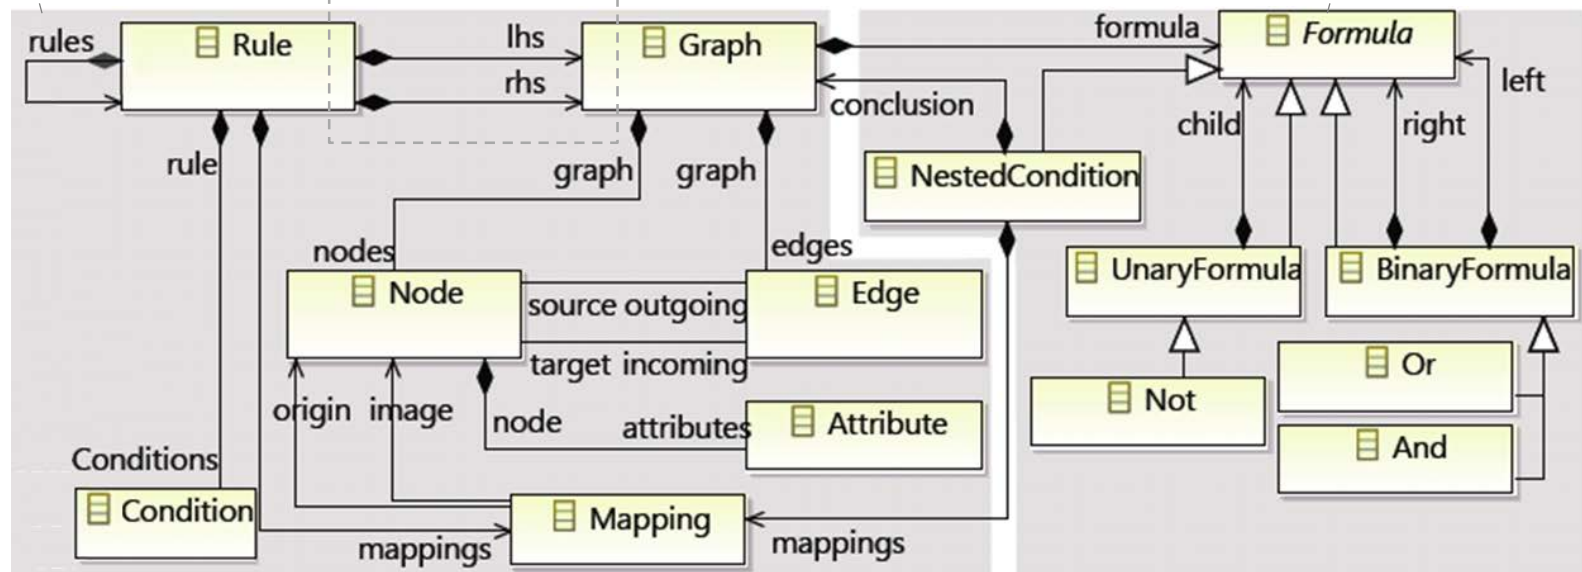 rules
Rule
lhs
rhs
Graph
formula
Formula
conclusion
left
child
right
rule
graph
graph
NestedCondition
nodes
edges
UnaryFormula
BinaryFormula
Node
source outgoing
Edge
target incoming
Or
Not
origin
image
node
attributes
Attribute
And
Conditions
Condition
Mapping
mappings
mappings